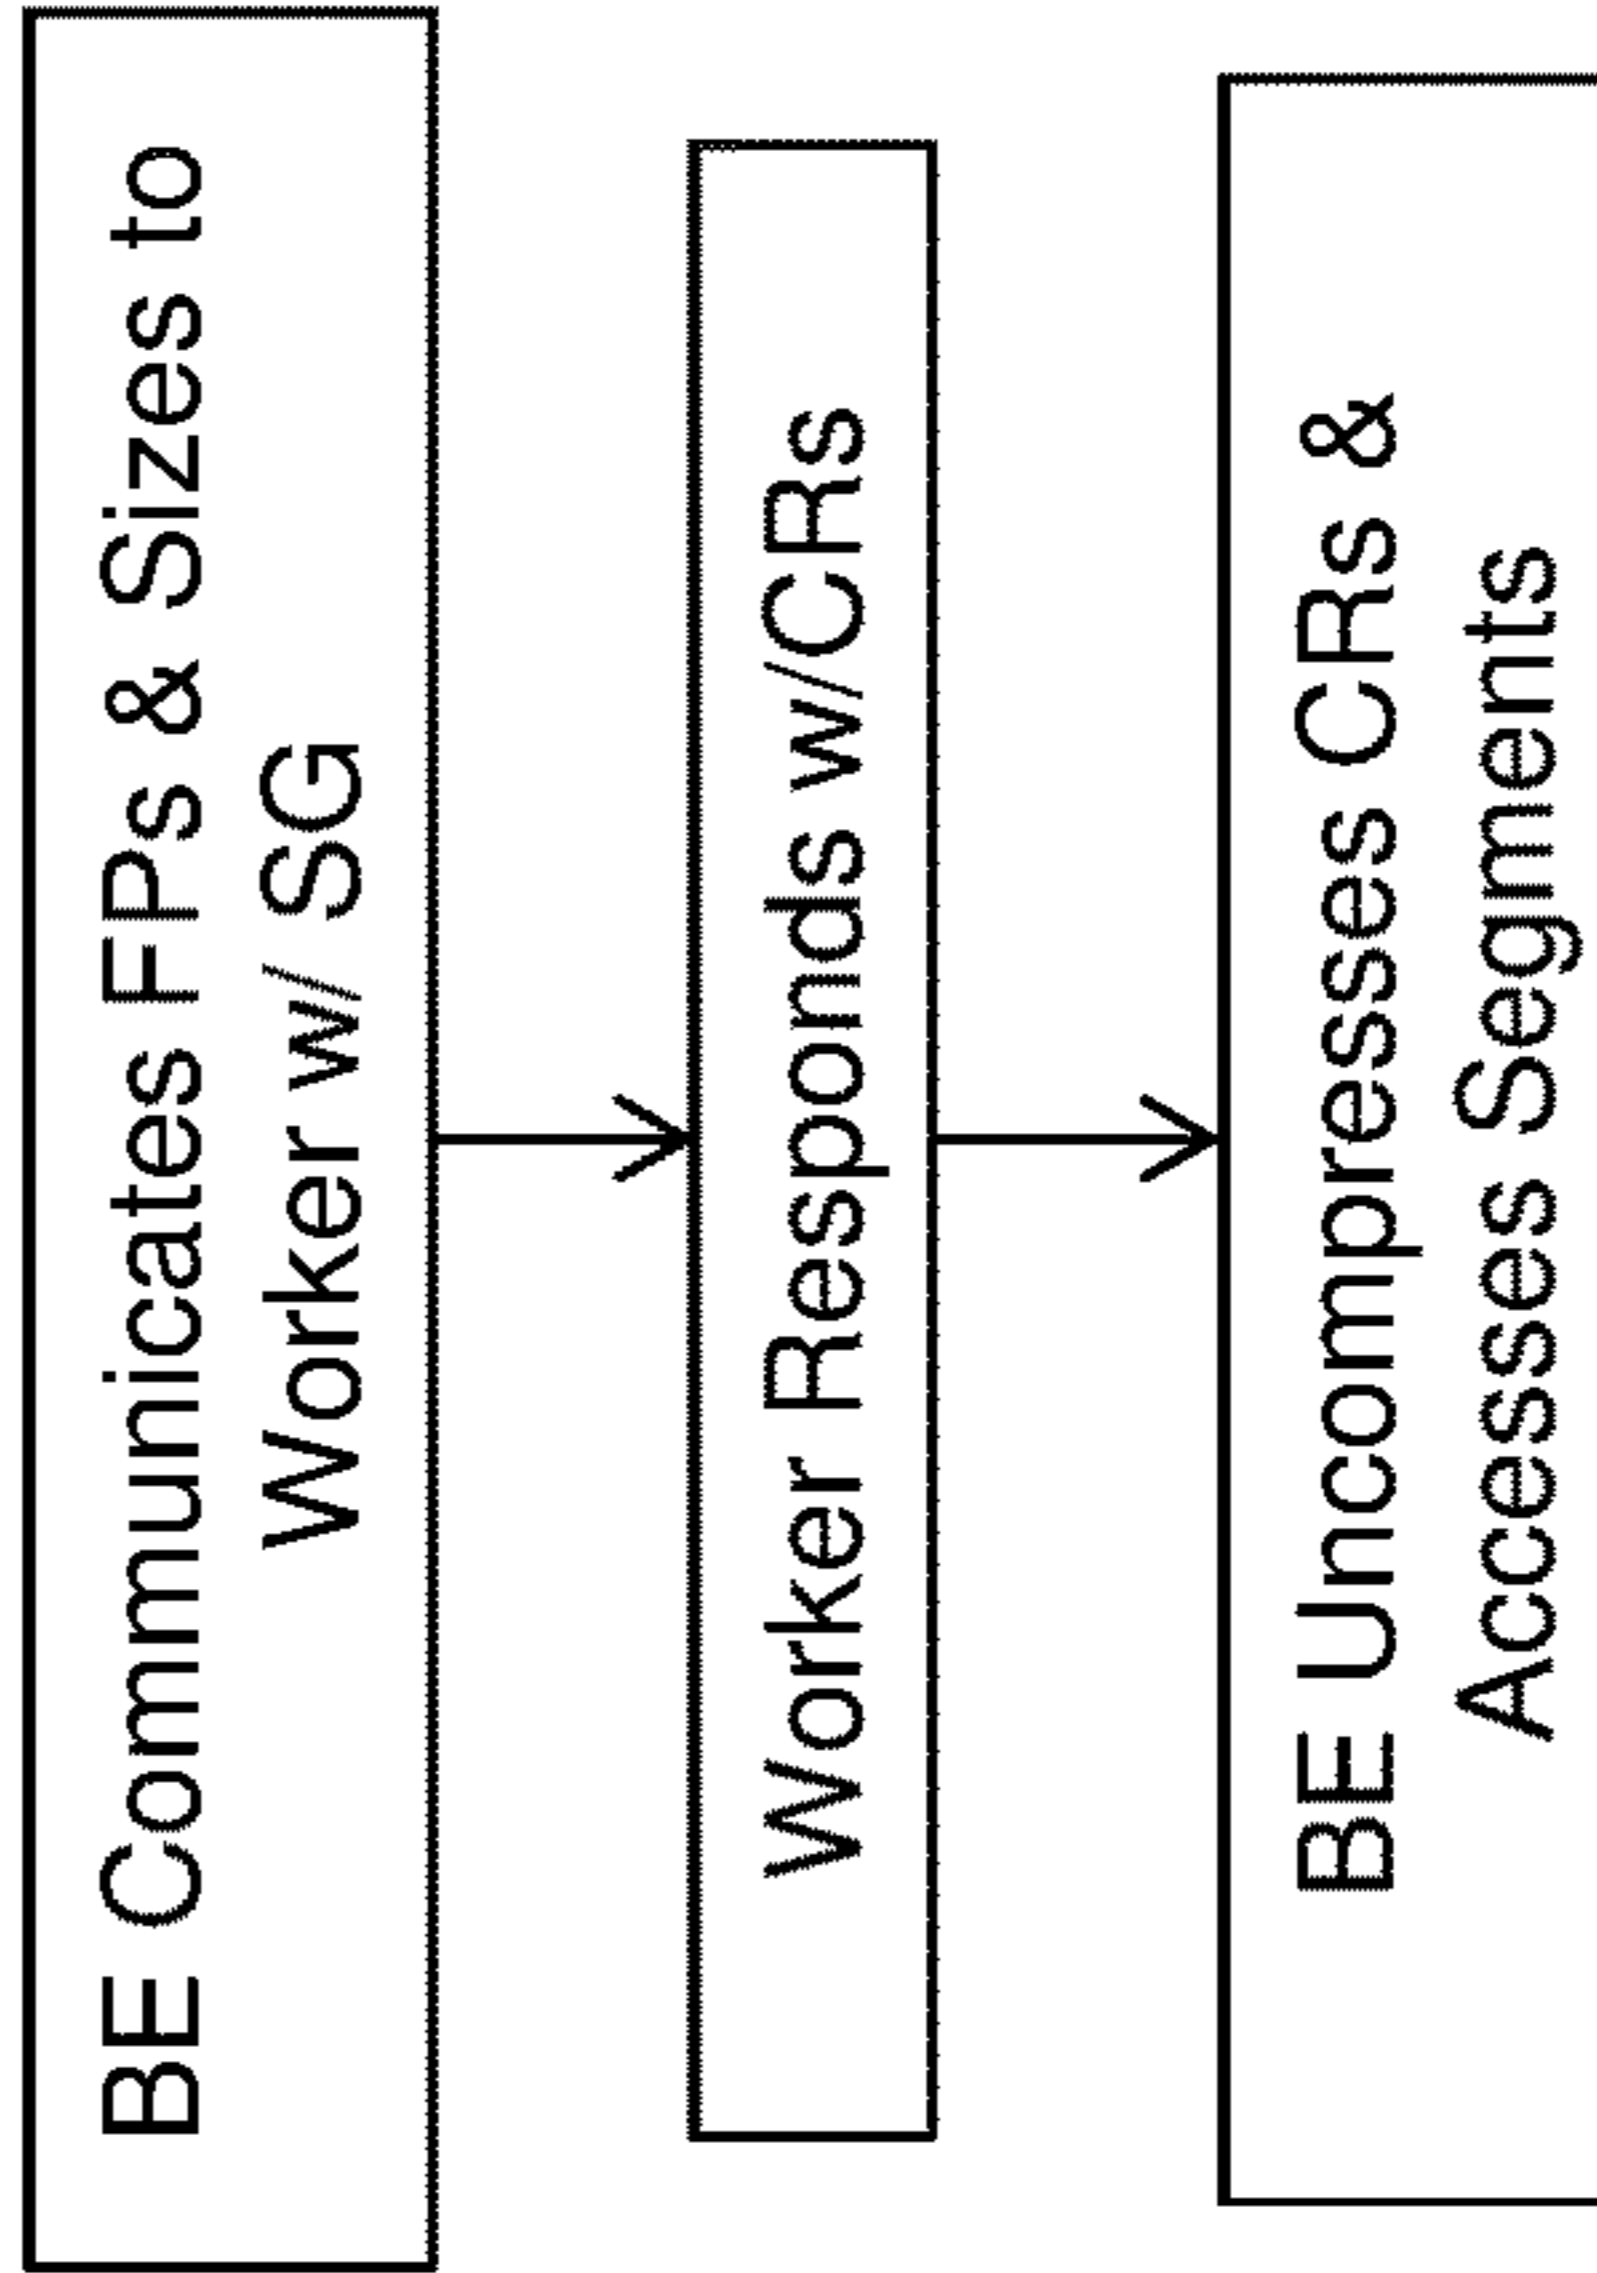 BE Communicates FPs & Sizes to
Worker w/ SG
Worker Responds w/CRs
BE Uncompresses CRs &
Accesses Segments